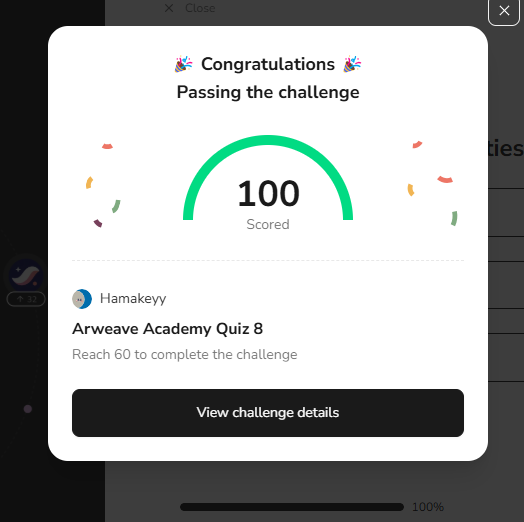 Close
🎉 Congratulations 🎉
Passing the challenge
ties
100
Scored
32
Hamakeyy
Arweave Academy Quiz 8
Reach 60 to complete the challenge
View challenge details
100%